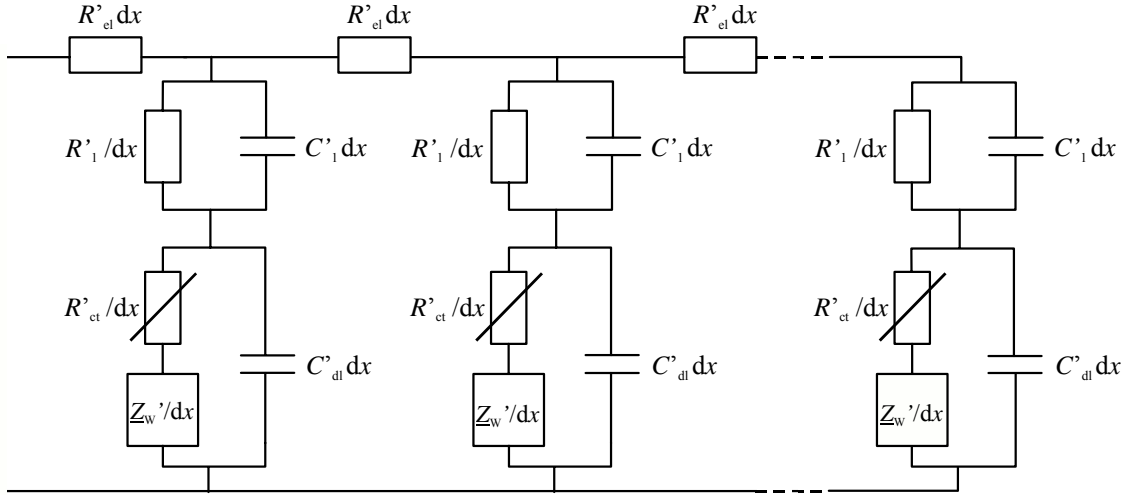 R’el dx
R’el dx
R’el dx
R’1 /dx
C’1 dx
R’1 /dx
C’1 dx
R’1 /dx
C’1 dx
R’ct /dx
C’dl dx
R’ct /dx
C’dl dx
R’ct /dx
C’dl dx
ZW’/dx
ZW’/dx
ZW’/dx